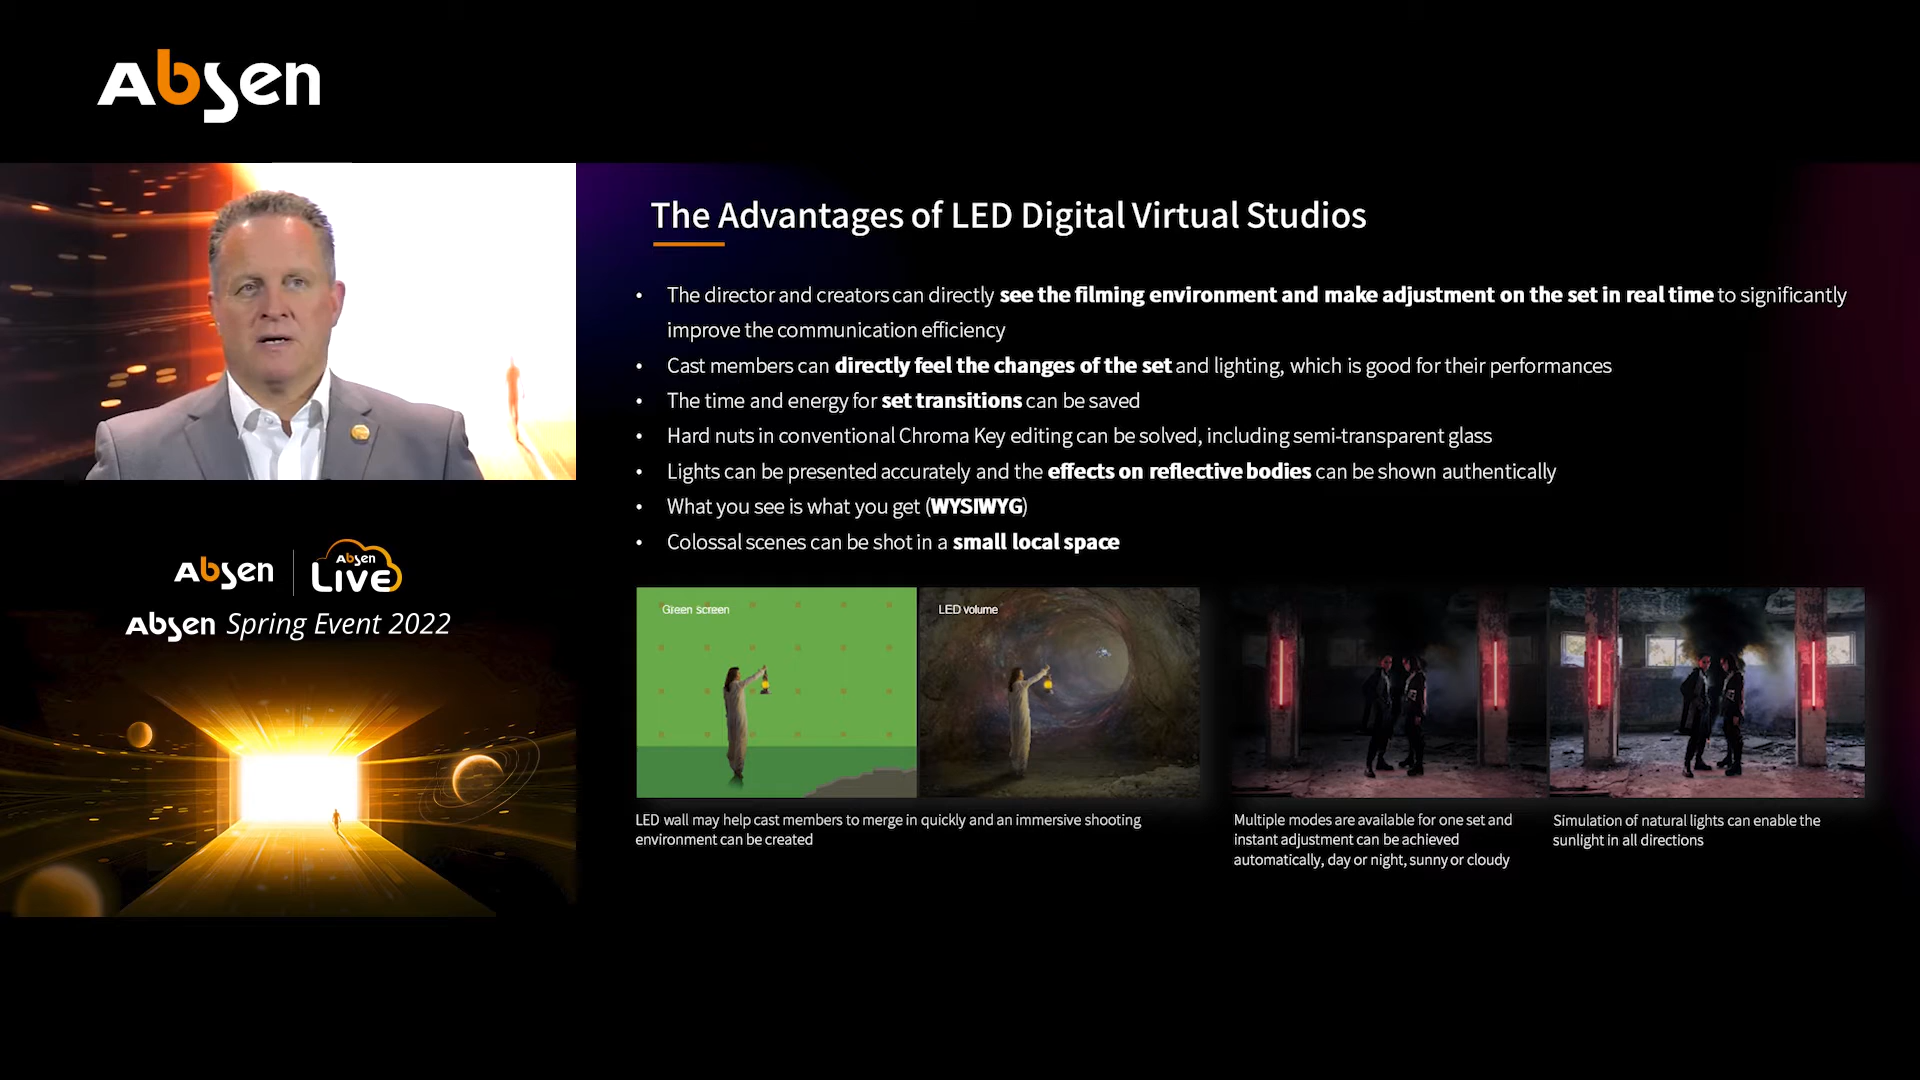 Absen
The Advantages of LED Digital Virtual Studios
• The director and creators can directly see the filming environment and make adjustment on the set in real time to significantly
improve the communication efficiency
• Cast members can directly feel the changes of the set and lighting, which is good for their performances
• The time and energy for set transitions can be saved
• Hard nuts in conventional Chroma Key editing can be solved, including semi-transparent glass
• Lights can be presented accurately and the effects on reflective bodies can be shown authentically
• What you see is what you get (WYSIWYG)
• Colossal scenes can be shot in a small local space
Absen
Absen
LIVE
Absen Spring Event 2022
Green screen
LED volume
LED wall may help cast members to merge in quickly and an immersive shooting
environment can be created
Multiple modes are available for one set and
instant adjustment can be achieved
automatically, day or night, sunny or cloudy
Simulation of natural lights can enable the
sunlight in all directions